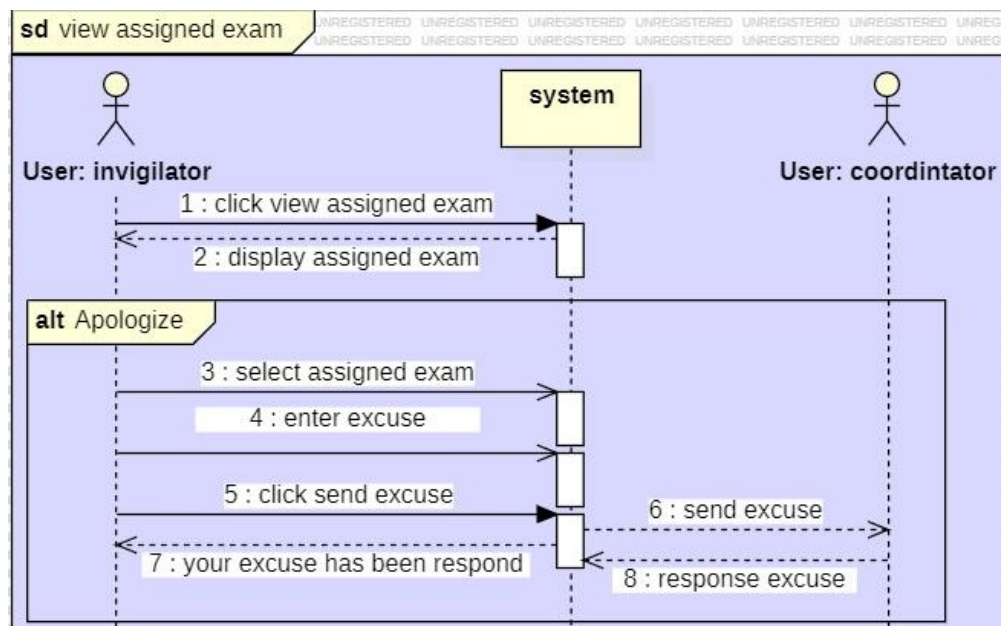 sd view assigned exam
UNREGISTERED UNREGISTERED UNREGISTERED UNREGISTERED UNREGISTERED UNREGISTERED
UNREGISTERED UNREGISTERED UNREGISTERED UNREGISTERED UNREGISTERED UNREGISTERED
system
User: invigilator
User: coordintator
1 : click view assigned exam
2 : display assigned exam
alt Apologize
3 : select assigned exam
4 : enter excuse
5 : click send excuse
6 : send excuse
7 : your excuse has been respond
8 : response excuse